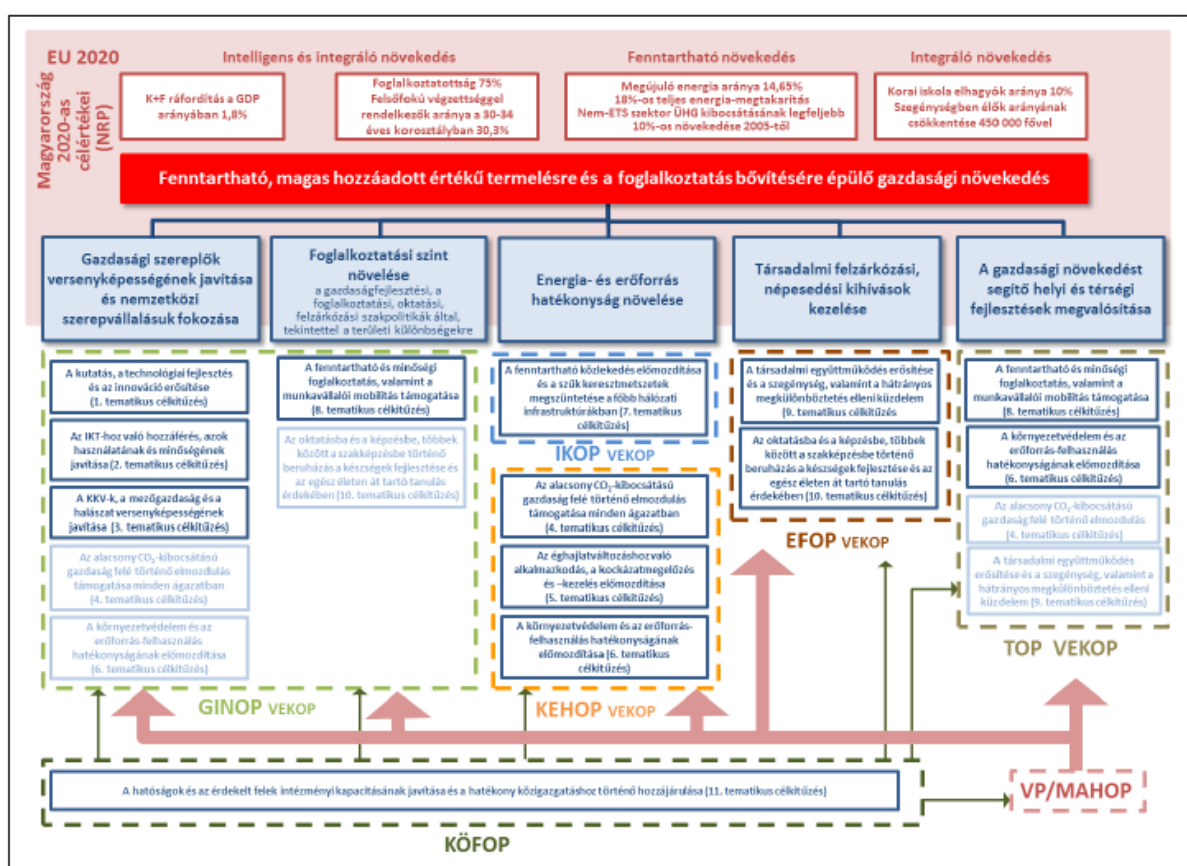 EU 2020
Magyarország
2020-as
célértékei
(NRP)
Intelligens és integráló növekedés
Fenntartható növekedés
Integráló növekedés
K+F ráfordítás a GDP
arányában 1,8%
Foglalkoztatottság 75%
Felsőfokú végzettséggel
rendelkezők aránya a 30-34
éves korosztályban 30,3%
Megújuló energia aránya 14,65%
18%-os teljes energia-megtakarítás
Nem-ETS szektor ÜHG kibocsátásának legfeljebb
10%-os növekedése 2005-től
Korai iskola elhagyók aránya 10%
Szegénységben élők arányának
csökkentése 450 000 fővel
Fenntartható, magas hozzáadott értékű termelésre és a foglalkoztatás bővítésére épülő gazdasági növekedés
Gazdasági szereplők
versenyképességének javítása
és nemzetközi
szerepvállalásuk fokozása
Foglalkoztatási szint
növelése
a gazdaságfejlesztési, a
foglalkoztatási, oktatási,
felzárkózási szakpolitikák által,
tekintettel a területi különbségekre
Energia- és erőforrás
hatékonyság növelése
Társadalmi felzárkózási,
népesedési kihívások
kezelése
A gazdasági növekedést
segítő helyi és térségi
fejlesztések megvalósítása
A kutatás, a technológiai fejlesztés
és az innováció erősítése
(1. tematikus célkitűzés)
Az IKT-hoz való hozzáférés, azok
használatának és minőségének
javítása (2. tematikus célkitűzés)
A KKV-k, a mezőgazdaság és a
halászat versenyképességének
javítása (3. tematikus célkitűzés)
Az alacsony CO₂-kibocsátású
gazdaság felé történő elmozdulás
támogatása minden ágazatban
(4. tematikus célkitűzés)
A környezetvédelem és az
erőforrás-felhasználás
hatékonyságának előmozdítása
(6. tematikus célkitűzés)
A fenntartható és minőségi
foglalkoztatás, valamint a
munkavállalói mobilitás támogatása
(8. tematikus célkitűzés)
Az oktatásba és a képzésbe, többek
között a szakképzésbe történő
beruházás a készségek fejlesztése és
az egész életen át tartó tanulás
érdekében (10. tematikus célkitűzés)
GINOP VEKOP
A fenntartható közlekedés előmozdítása
és a szűk keresztmetszetek
megszüntetése a főbb hálózati
infrastruktúrákban (7. tematikus
célkitűzés)
IKOP VEKOP
Az alacsony CO₂-kibocsátású
gazdaság felé történő elmozdulás
támogatása minden ágazatban
(4. tematikus célkitűzés)
Az éghajlatváltozáshoz való
alkalmazkodás, a kockázatmegelőzés
és –kezelés előmozdítása
(5. tematikus célkitűzés)
A környezetvédelem és az erőforrás-
felhasználás hatékonyságának
előmozdítása (6. tematikus
célkitűzés)
KEHOP VEKOP
A társadalmi együttműködés erősítése
és a szegénység, valamint a hátrányos
megkülönböztetés elleni küzdelem
(9. tematikus célkitűzés
Az oktatásba és a képzésbe, többek
között a szakképzésbe történő
beruházás a készségek fejlesztése és az
egész életen át tartó tanulás
érdekében (10. tematikus célkitűzés)
EFOP VEKOP
A fenntartható és minőségi
foglalkoztatás, valamint a
munkavállalói mobilitás támogatása
(8. tematikus célkitűzés)
A környezetvédelem és az
erőforrás-felhasználás
hatékonyságának előmozdítása
(6. tematikus célkitűzés)
Az alacsony CO₂-kibocsátású
gazdaság felé történő elmozdulás
(4. tematikus célkitűzés)
A társadalmi együttműködés
erősítése és a szegénység, valamint a
hátrányos megkülönböztetés elleni
küzdelem (9. tematikus célkitűzés)
TOP VEKOP
A hatóságok és az érdekelt felek intézményi kapacitásának javítása és a hatékony közigazgatáshoz történő hozzájárulása (11. tematikus célkitűzés)
KÖFOP
VP/MAHOP